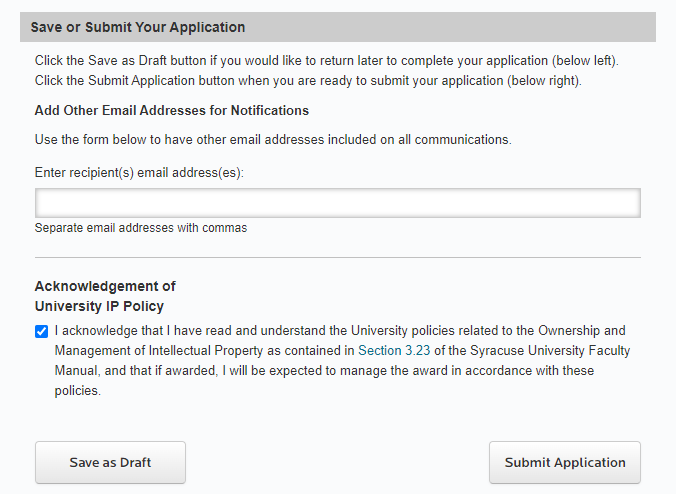 Save or Submit Your Application
Click the Save as Draft button if you would like to return later to complete your application (below left).
Click the Submit Application button when you are ready to submit your application (below right).
Add Other Email Addresses for Notifications
Use the form below to have other email addresses included on all communications.
Enter recipient(s) email address(es):
Separate email addresses with commas
Acknowledgement of
University IP Policy
I acknowledge that I have read and understand the University policies related to the Ownership and
Management of Intellectual Property as contained in Section 3.23 of the Syracuse University Faculty
Manual, and that if awarded, I will be expected to manage the award in accordance with these
policies.
Save as Draft
Submit Application